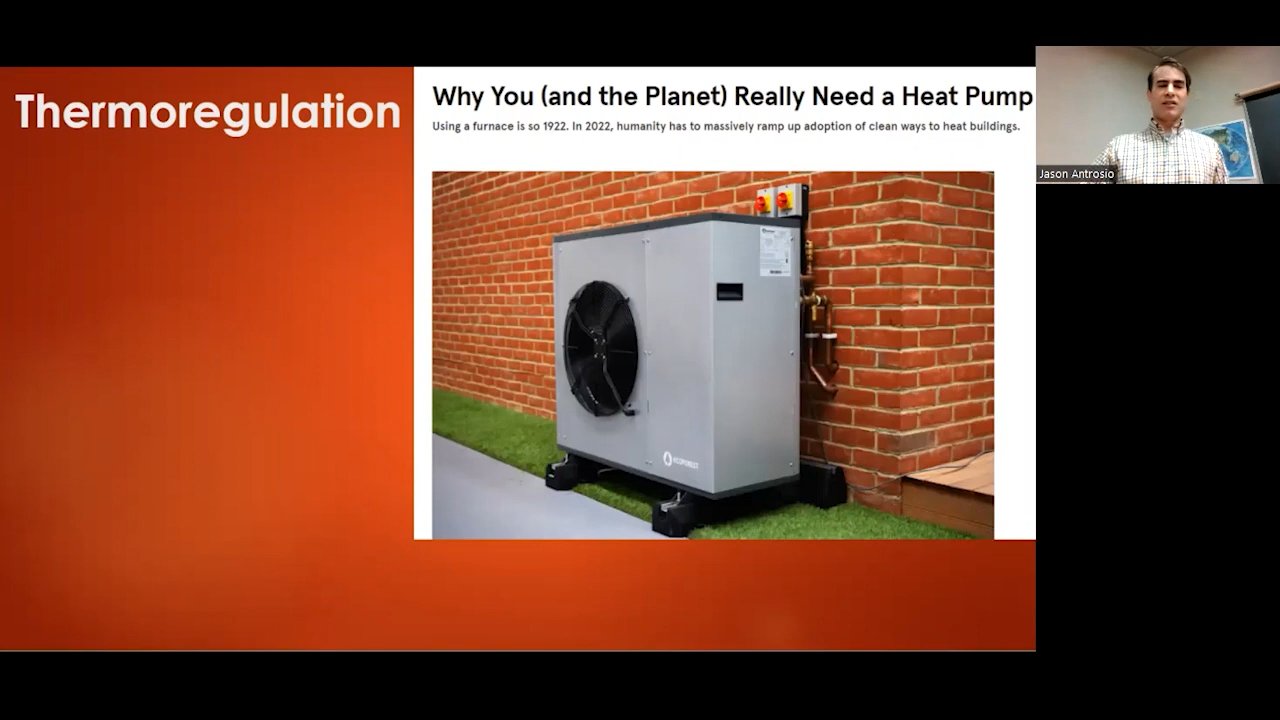 Thermoregulation
Why You (and the Planet) Really Need a Heat Pump
Using a furnace is so 1922. In 2022, humanity has to massively ramp up adoption of clean ways to heat buildings.
Jason Antrosio
ECOFOREST